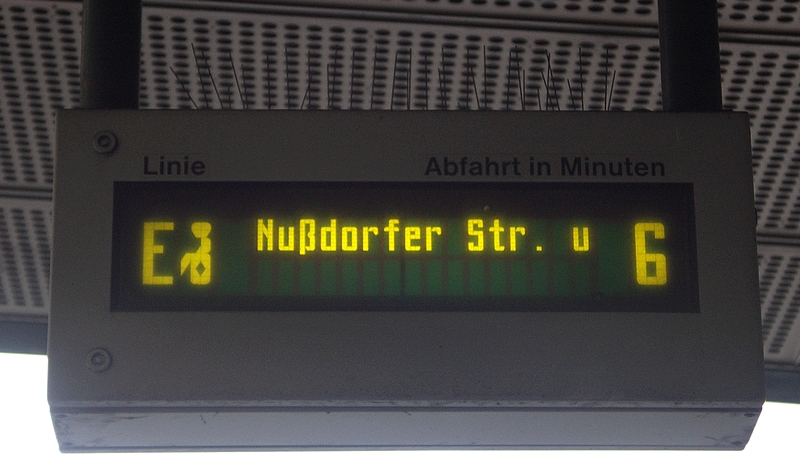 Linie Abfahrt in Minuten
E Nußdorfer Str. u 6